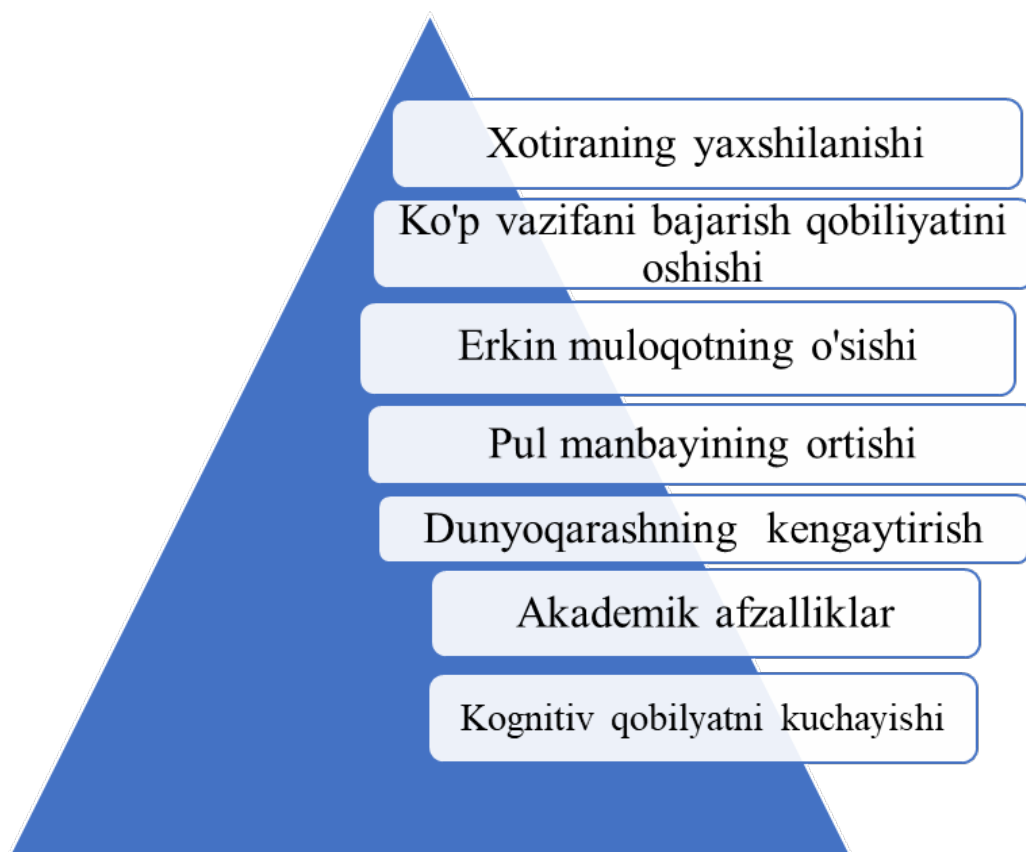 Xotiraning yaxshilanishi
Ko'p vazifani bajarish qobiliyatini
oshishi
Erkin muloqotning o'sishi
Pul manbayining ortishi
Dunyoqarashning kengaytirish
Akademik afzalliklar
Kognitiv qobilyatni kuchayishi